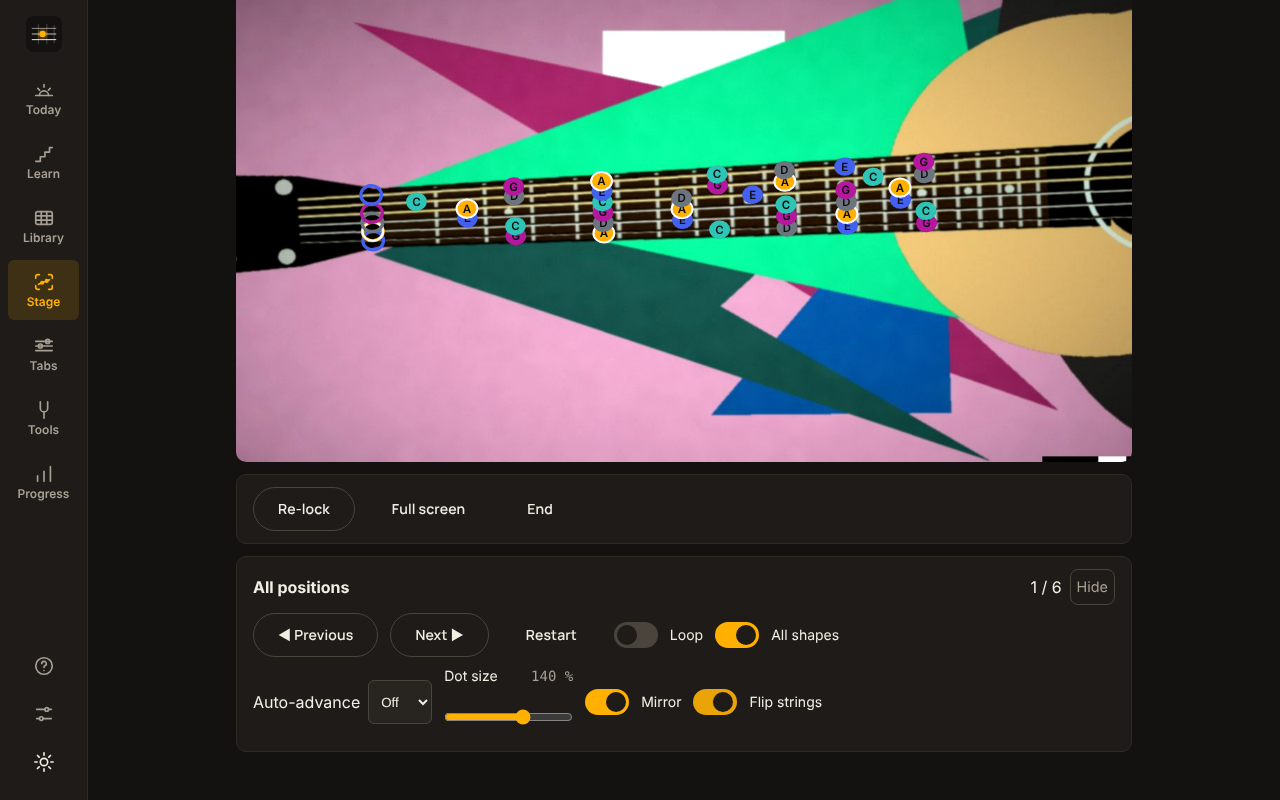 Today
Learn
Library
Stage
Tabs
Tools
Progress
C A E G D G C A E C G D A D A E C G C G D A E D C E C G D E C G D A E A E C G D G
Re-lock Full screen End
All positions 1 / 6 Hide
◀ Previous Next ▶ Restart Loop All shapes
Dot size 140 %
Auto-advance Off Mirror Flip strings